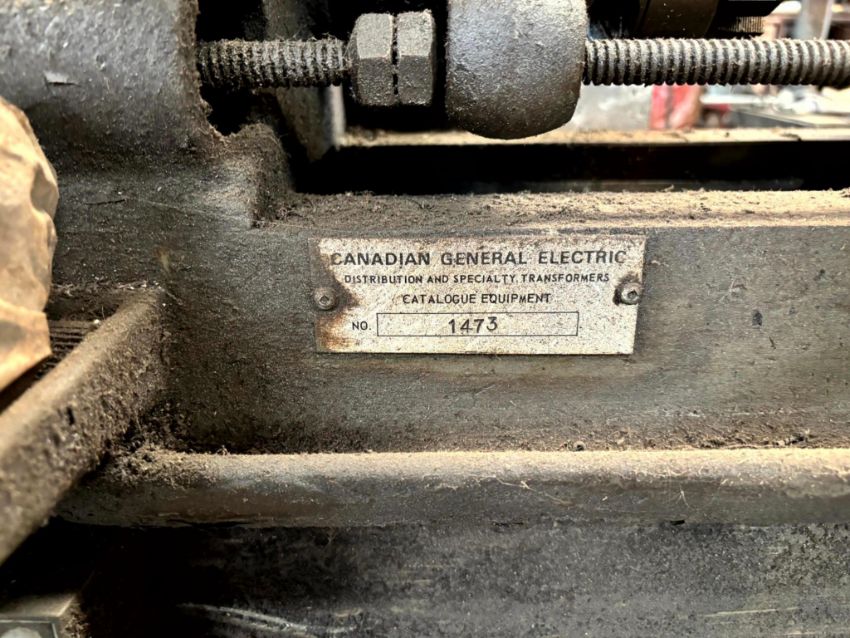 CANADIAN GENERAL ELECTRIC
DISTRIBUTION AND SPECIALTY TRANSFORMERS
CATALOGUE EQUIPMENT
NO. 1473